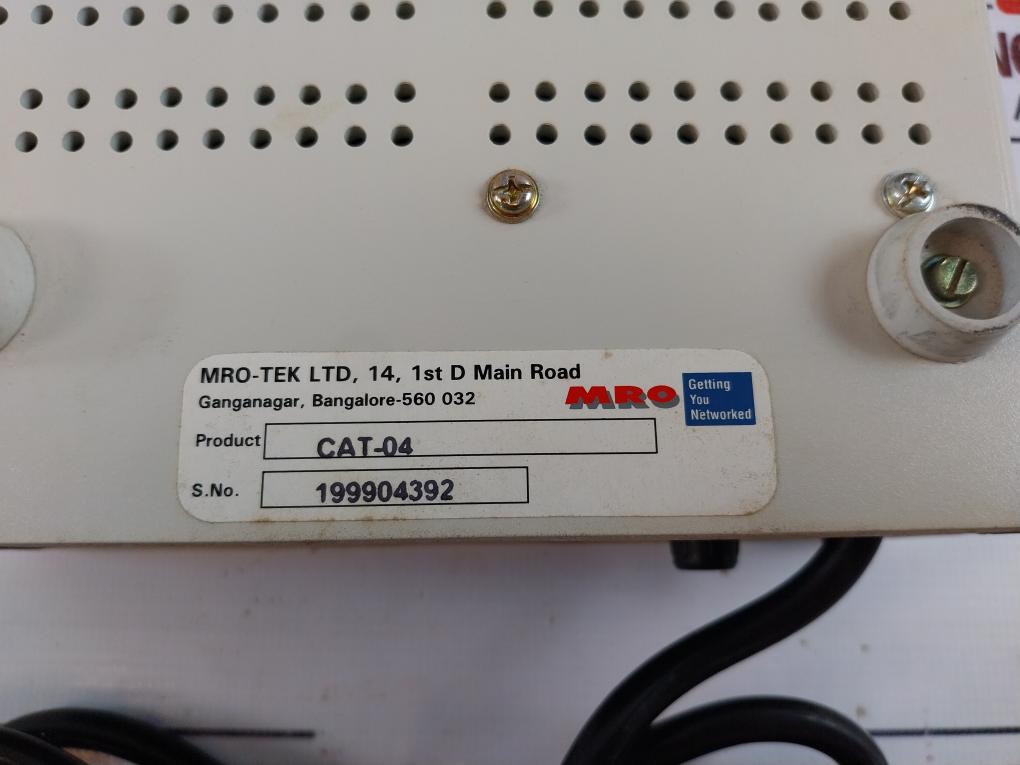 MRO-TEK LTD, 14, 1st D Main Road
Ganganagar, Bangalore-560 032
MRO
Getting
You
Networked
Product CAT-04
S.No. 199904392